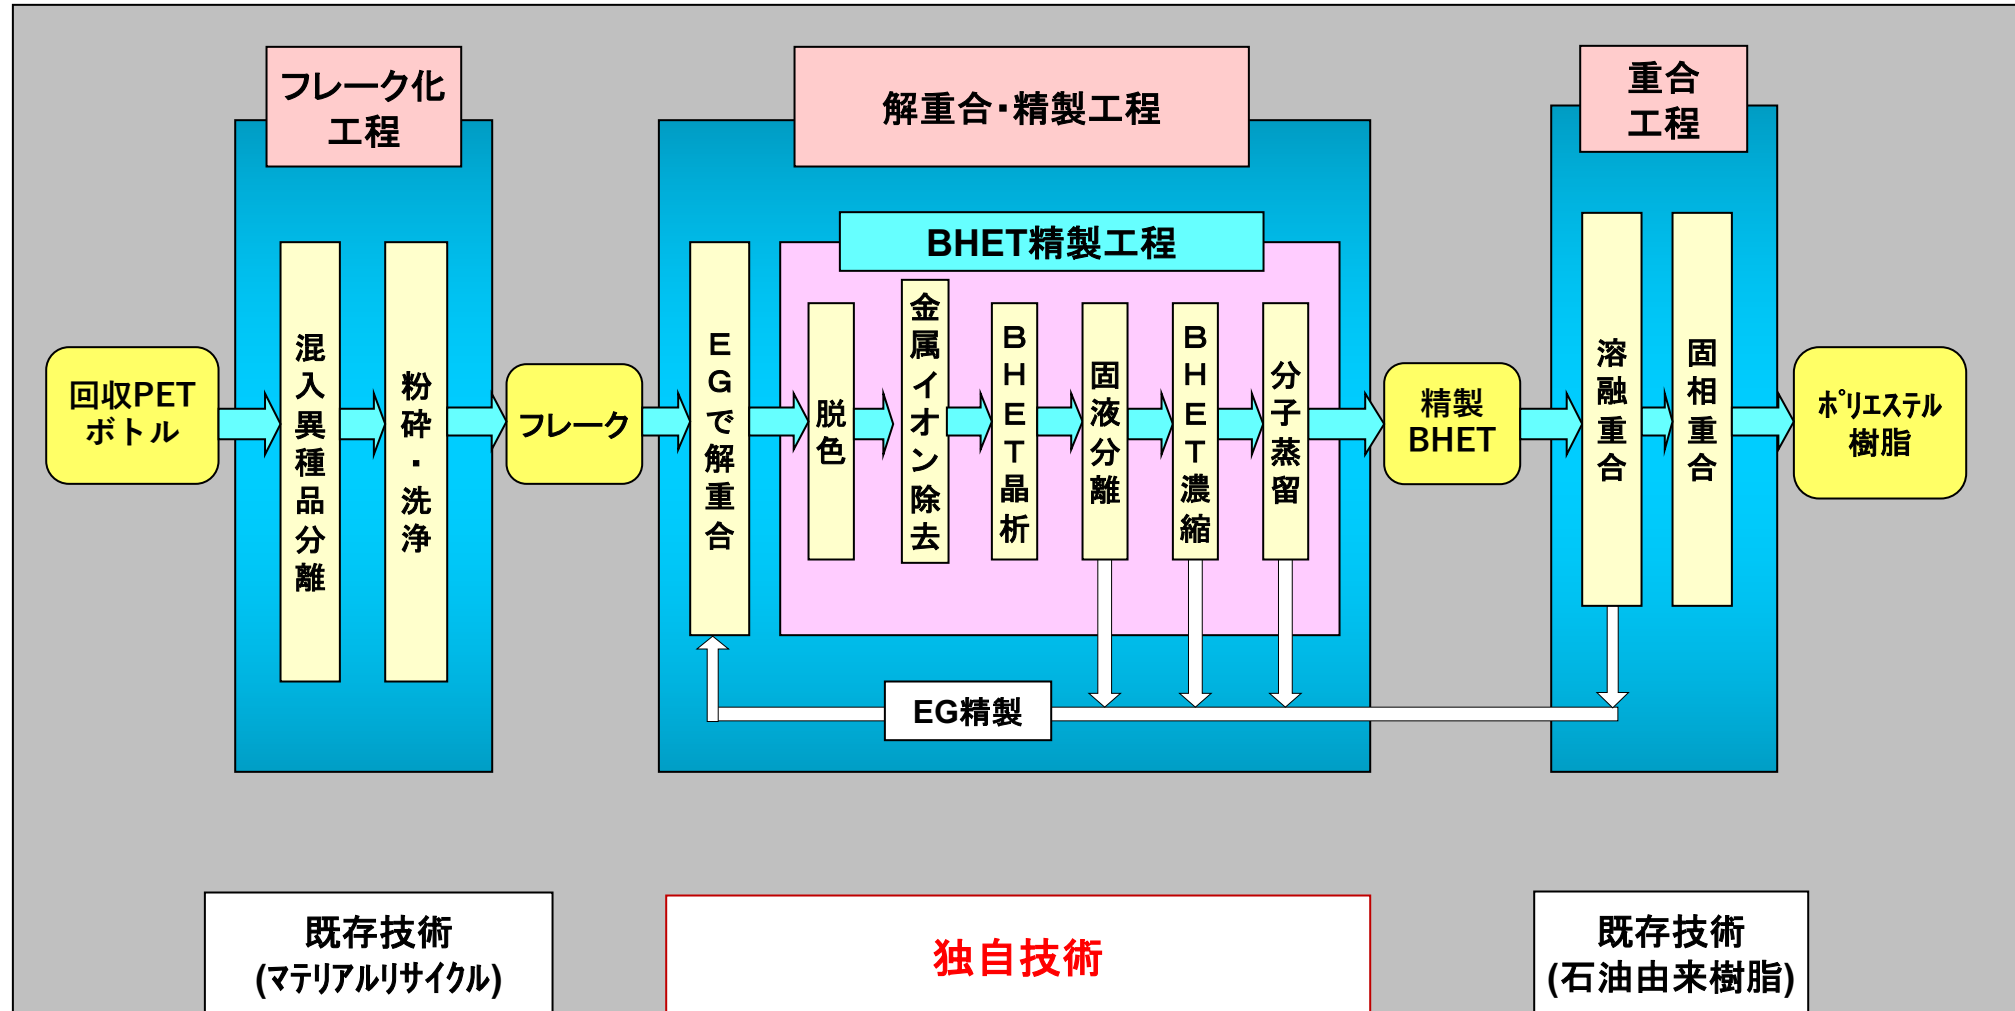 フレーク化
工程
解重合・精製工程
重合
工程
BHET精製工程
回収PET
ボトル
混入異種品分離
粉砕・洗浄
フレーク
EGで解重合
脱色
金属イオン除去
BHET晶析
固液分離
BHET濃縮
分子蒸留
精製
BHET
溶融重合
固相重合
ﾎﾟﾘｴｽﾃﾙ
樹脂
EG精製
既存技術
(ﾏﾃﾘｱﾙﾘｻｲｸﾙ)
独自技術
既存技術
(石油由来樹脂)